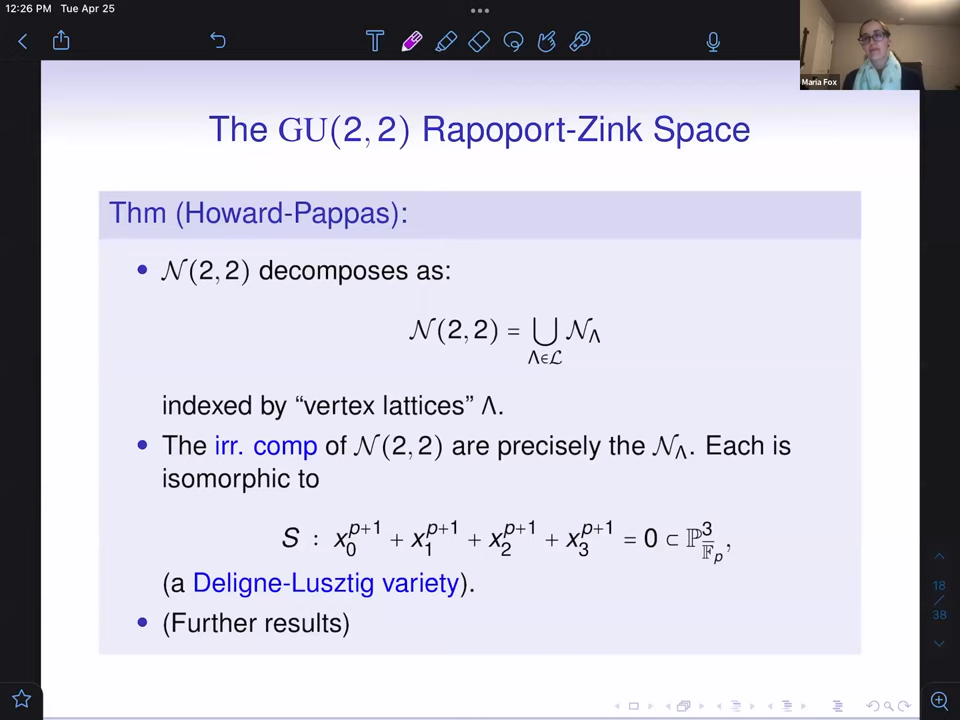 12:26 PM Tue Apr 25
Maria Fox
The GU(2, 2) Rapoport-Zink Space
Thm (Howard-Pappas):
• 𝒩(2, 2) decomposes as:
𝒩(2, 2) = ⋃_{Λ∈ℒ} 𝒩_Λ
indexed by “vertex lattices” Λ.
• The irr. comp of 𝒩(2, 2) are precisely the 𝒩_Λ. Each is
isomorphic to
S : x_0^{p+1} + x_1^{p+1} + x_2^{p+1} + x_3^{p+1} = 0 ⊂ ℙ^3_{\overline{𝔽}_p},
(a Deligne-Lusztig variety).
• (Further results)
18
/
38